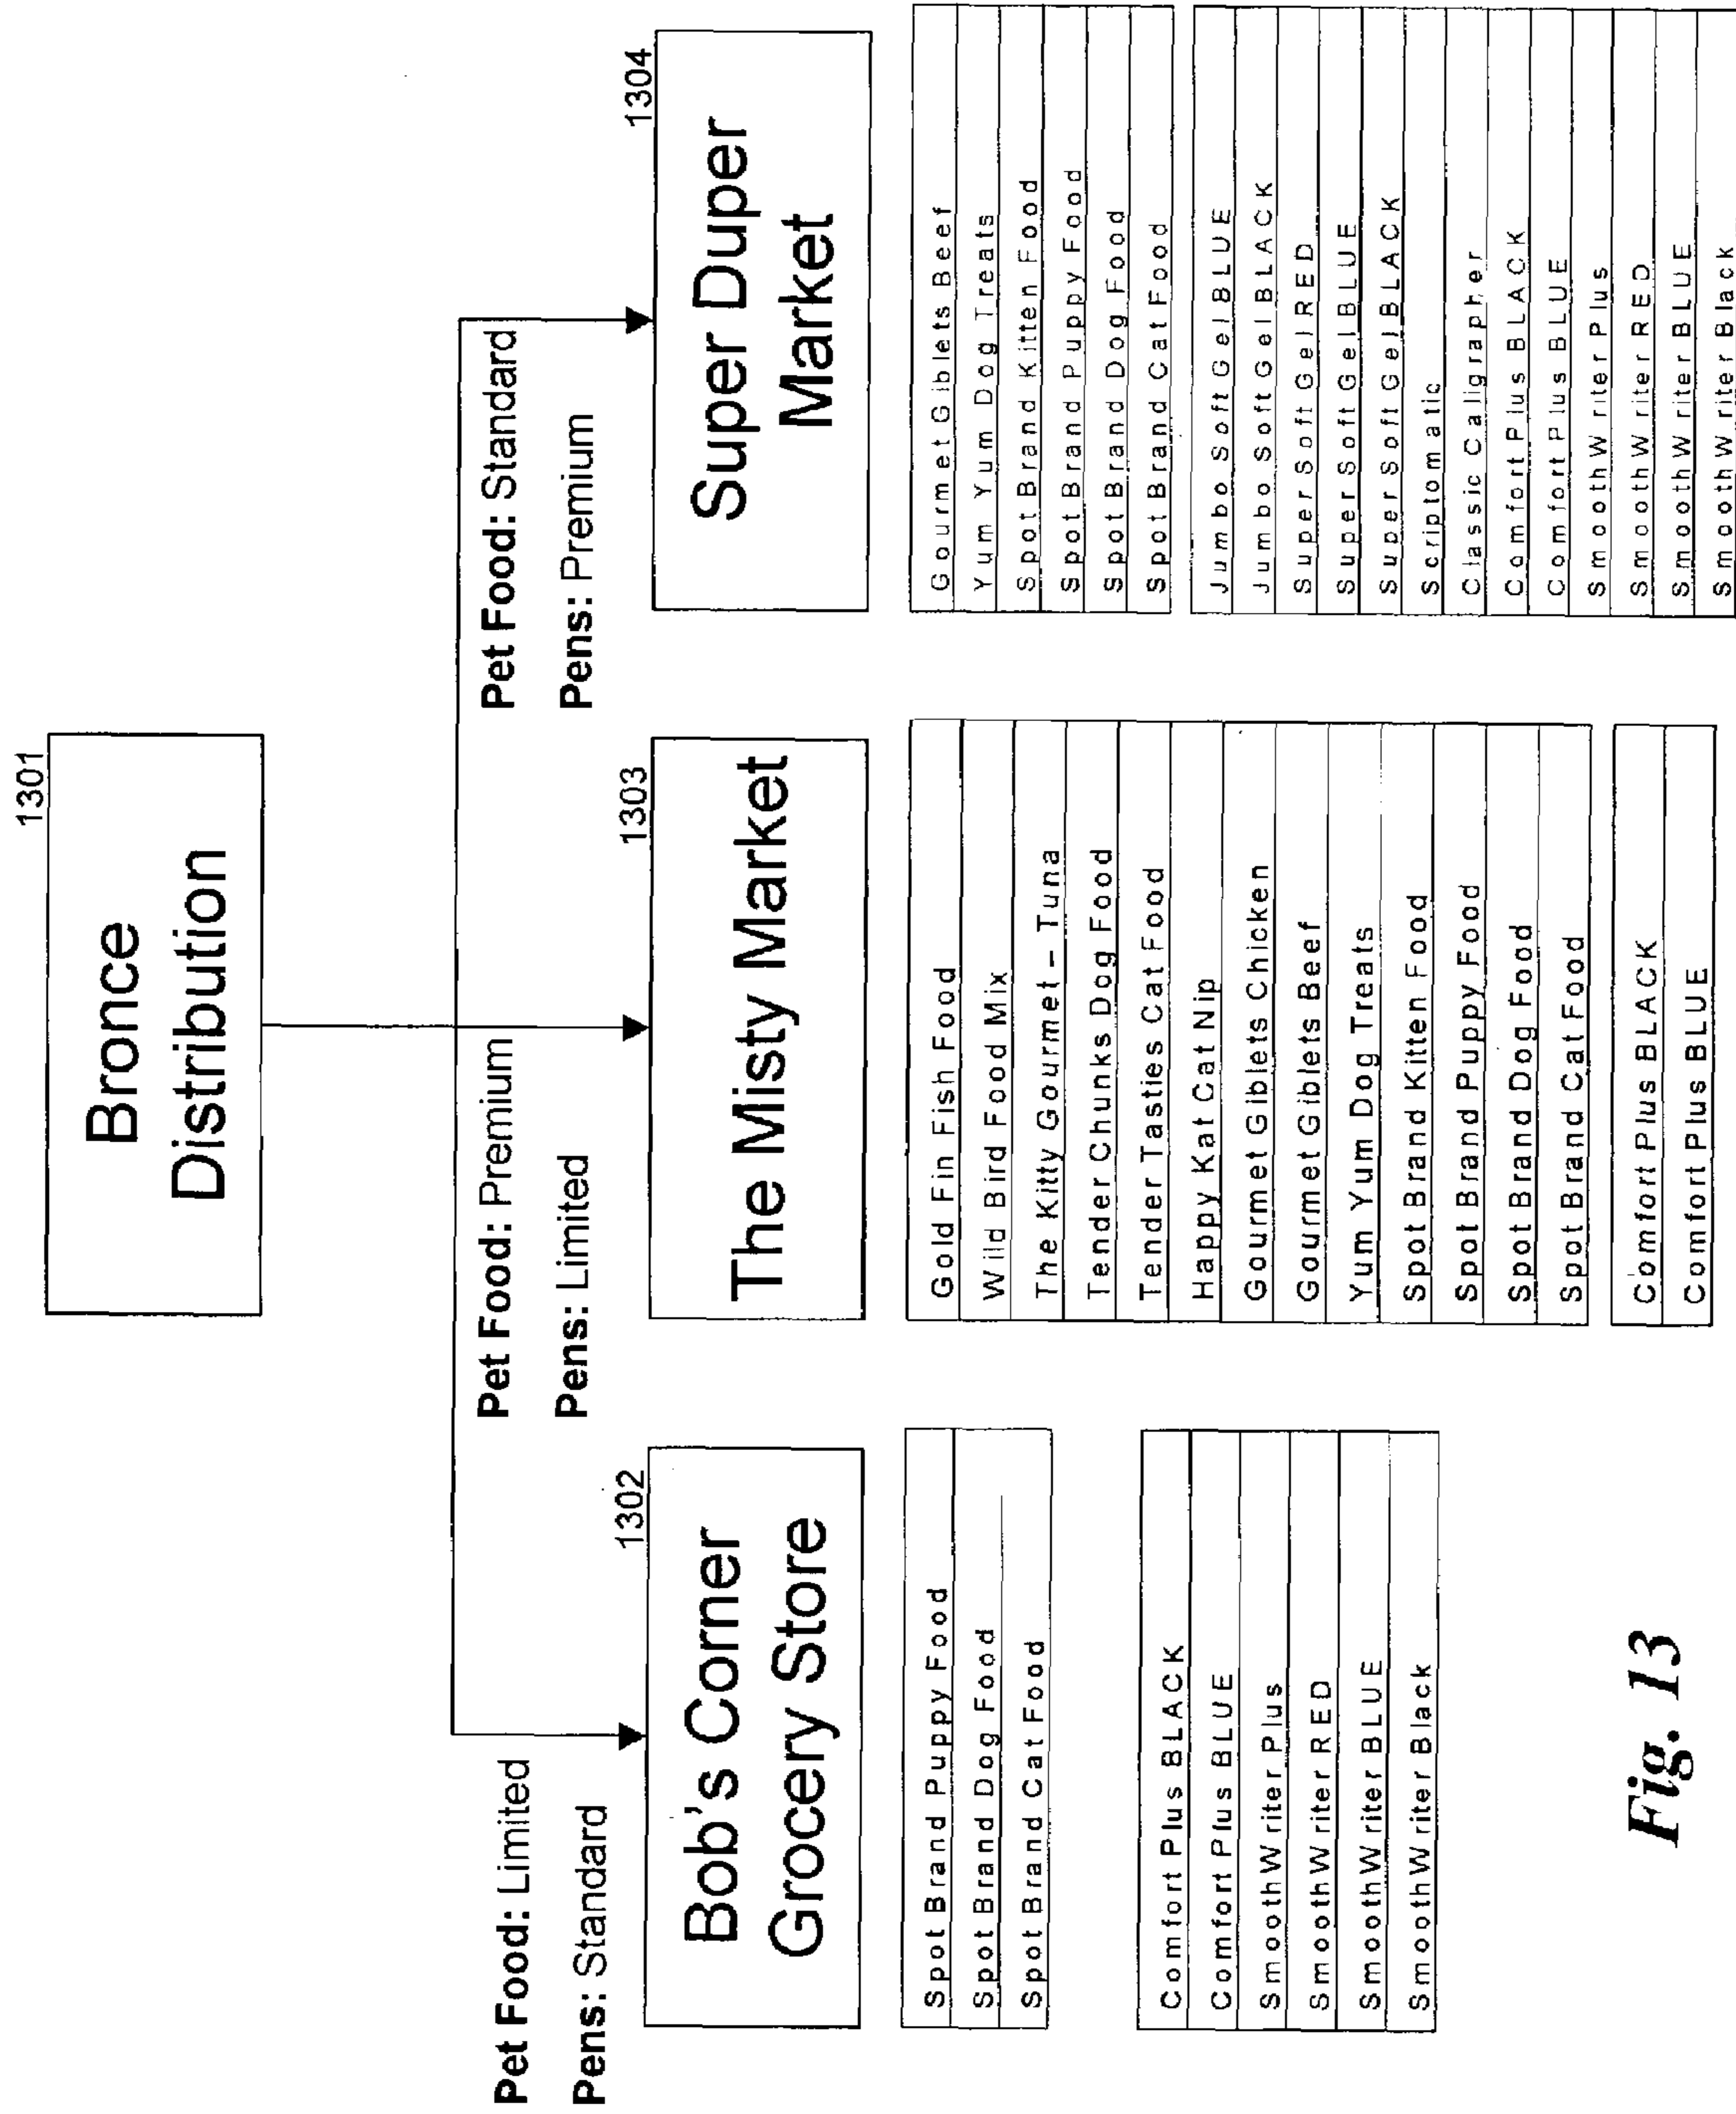 1301
Bronce
Distribution
Pet Food: Limited
Pens: Standard
Pet Food: Premium
Pens: Limited
Pet Food: Standard
Pens: Premium
1302
Bob's Corner
Grocery Store
1303
The Misty Market
1304
Super Duper
Market
Spot Brand Puppy Food
Spot Brand Dog Food
Spot Brand Cat Food
Comfort Plus BLACK
Comfort Plus BLUE
SmoothWriter Plus
SmoothWriter RED
SmoothWriter BLUE
SmoothWriter Black
Gold Fin Fish Food
Wild Bird Food Mix
The Kitty Gourmet – Tuna
Tender Chunks Dog Food
Tender Tasties Cat Food
Happy Kat Cat Nip
Gourmet Giblets Chicken
Gourmet Giblets Beef
Yum Yum Dog Treats
Spot Brand Kitten Food
Spot Brand Puppy Food
Spot Brand Dog Food
Spot Brand Cat Food
Comfort Plus BLACK
Comfort Plus BLUE
Gourmet Giblets Beef
Yum Yum Dog Treats
Spot Brand Kitten Food
Spot Brand Puppy Food
Spot Brand Dog Food
Spot Brand Cat Food
Jumbo Soft Gel BLUE
Jumbo Soft Gel BLACK
Super Soft Gel RED
Super Soft Gel BLUE
Super Soft Gel BLACK
Scriptomatic
Classic Caligrapher
Comfort Plus BLACK
Comfort Plus BLUE
SmoothWriter Plus
SmoothWriter RED
SmoothWriter BLUE
SmoothWriter Black
Fig. 13